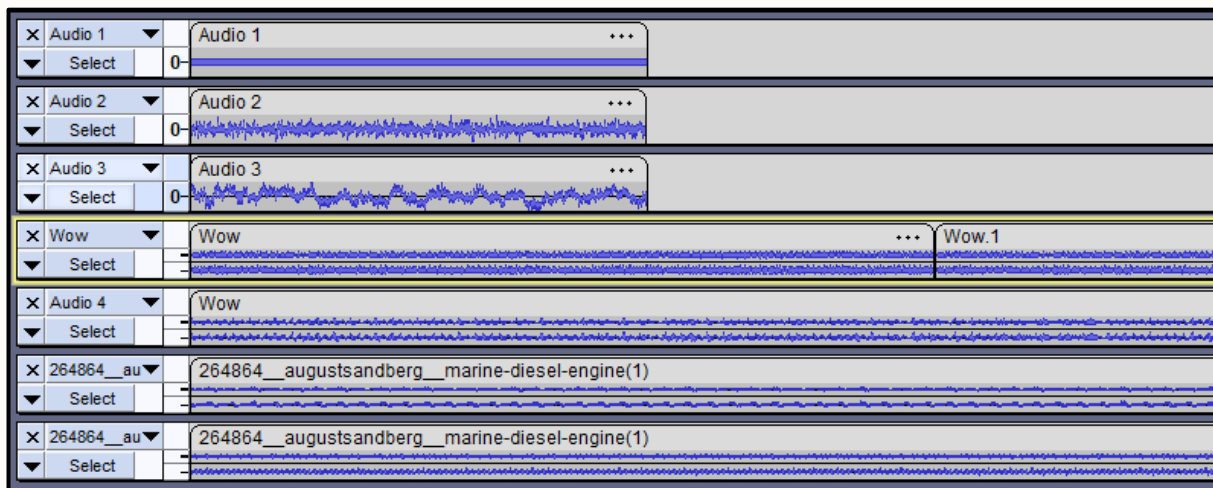 × Audio 1 ▼ Audio 1 ...
▼ Select 0-
× Audio 2 ▼ Audio 2 ...
▼ Select 0-
× Audio 3 ▼ Audio 3 ...
▼ Select 0-
× Wow ▼ Wow ... Wow.1
▼ Select
× Audio 4 ▼ Wow
▼ Select
× 264864__au▼ 264864__augustsandberg__marine-diesel-engine(1)
▼ Select
× 264864__au▼ 264864__augustsandberg__marine-diesel-engine(1)
▼ Select